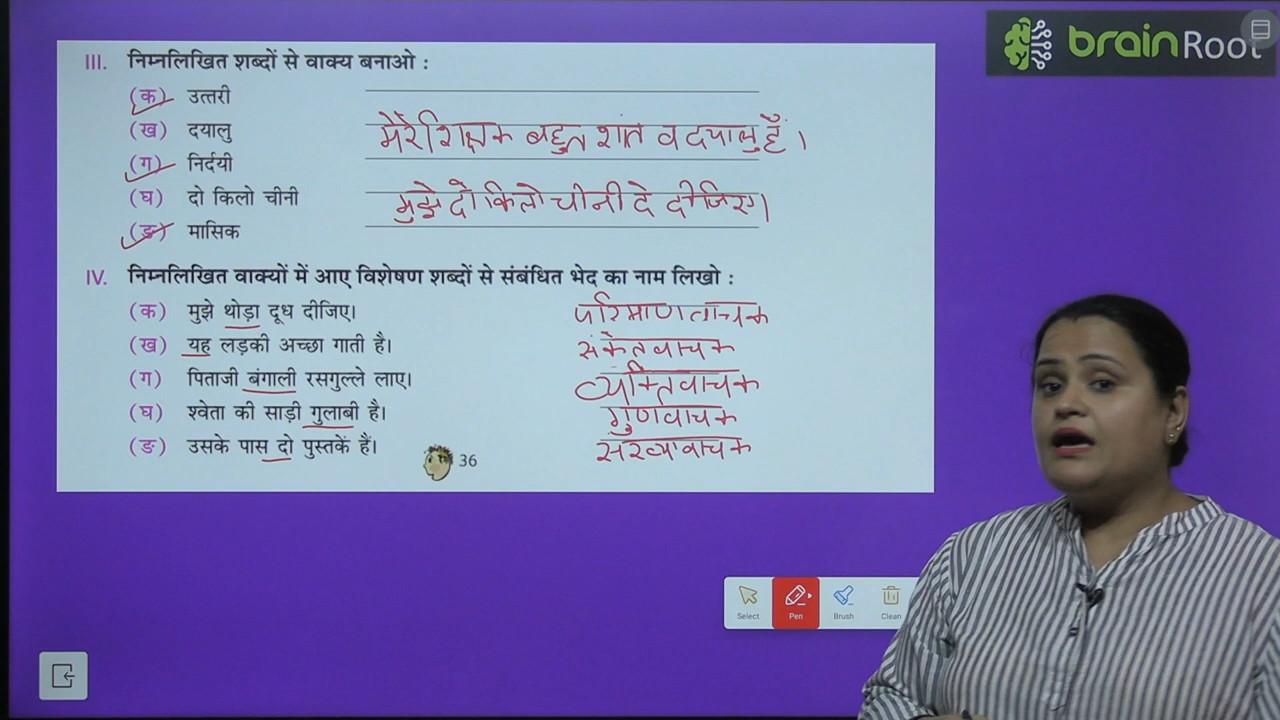 brainRoot
III. निम्नलिखित शब्दों से वाक्य बनाओ :
(क) उत्तरी
(ख) दयालु मेरे शिक्षक बहुत शांत व दयालु हैं।
(ग) निर्दयी
(घ) दो किलो चीनी मुझे दो किलो चीनी दे दीजिए।
(ङ) मासिक
IV. निम्नलिखित वाक्यों में आए विशेषण शब्दों से संबंधित भेद का नाम लिखो :
(क) मुझे थोड़ा दूध दीजिए। परिमाणवाचक
(ख) यह लड़की अच्छा गाती है। संकेतवाचक
(ग) पिताजी बंगाली रसगुल्ले लाए। व्यक्तिवाचक
(घ) श्वेता की साड़ी गुलाबी है। गुणवाचक
(ङ) उसके पास दो पुस्तकें हैं। संख्यावाचक
36
Select Pen Brush Clean